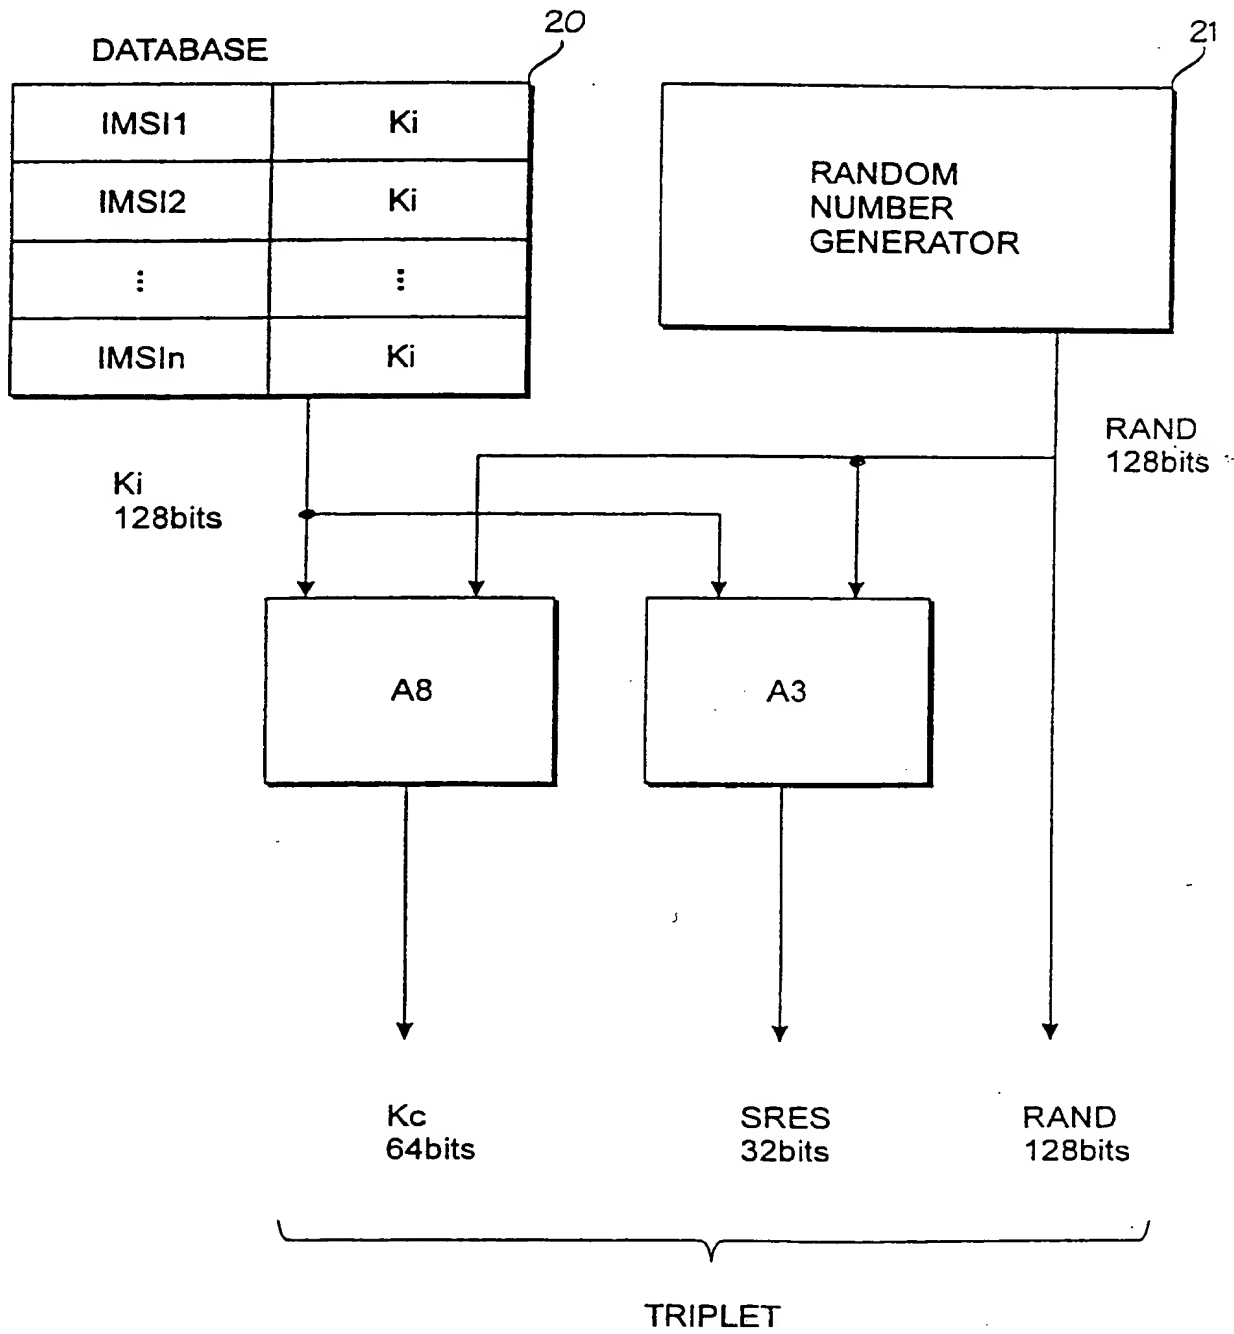 20
21
DATABASE
IMSI1 Ki
IMSI2 Ki
⋮ ⋮
IMSIn Ki
RANDOM
NUMBER
GENERATOR
RAND
128bits
Ki
128bits
A8
A3
Kc
64bits
SRES
32bits
RAND
128bits
TRIPLET